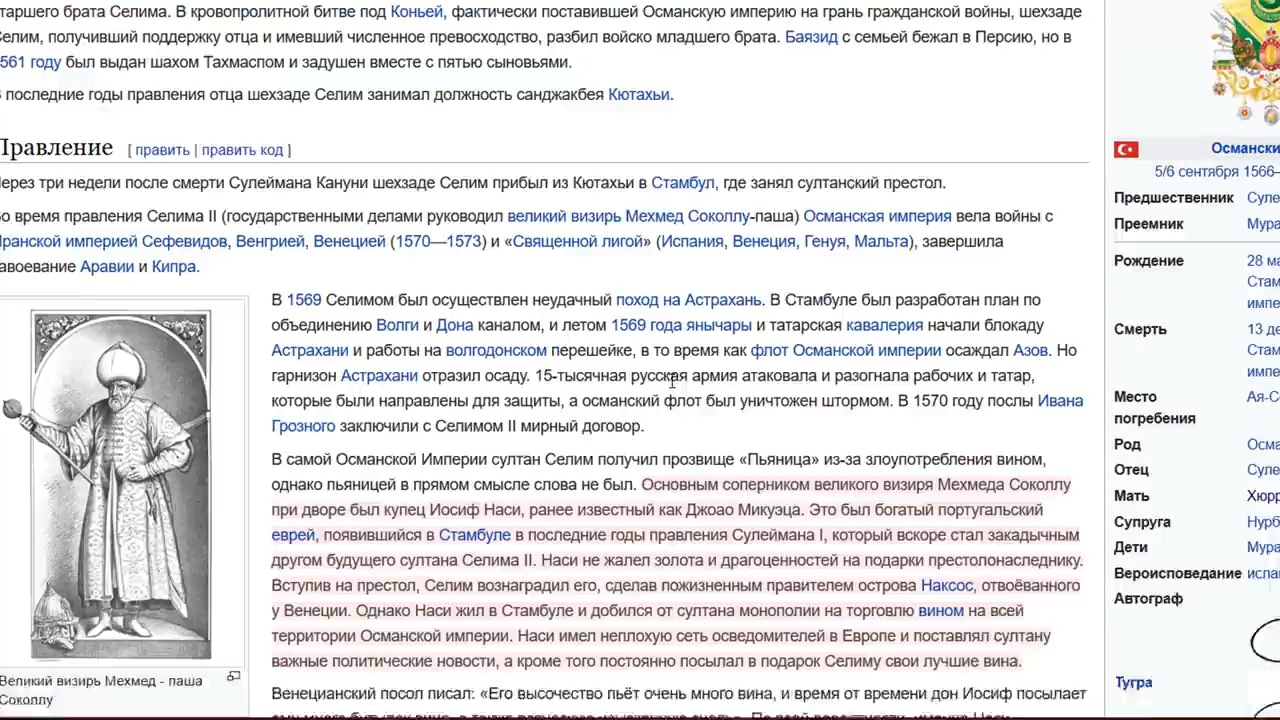 таршего брата Селима. В кровопролитной битве под Коньей, фактически поставившей Османскую империю на грань гражданской войны, шехзаде
Селим, получивший поддержку отца и имевший численное превосходство, разбил войско младшего брата. Баязид с семьей бежал в Персию, но в
561 году был выдан шахом Тахмаспом и задушен вместе с пятью сыновьями.
последние годы правления отца шехзаде Селим занимал должность санджакбея Кютахьи.
Правление [ править | править код ]
Через три недели после смерти Сулеймана Кануни шехзаде Селим прибыл из Кютахьи в Стамбул, где занял султанский престол.
Во время правления Селима II (государственными делами руководил великий визирь Мехмед Соколлу-паша) Османская империя вела войны с
Иранской империей Сефевидов, Венгрией, Венецией (1570—1573) и «Священной лигой» (Испания, Венеция, Генуя, Мальта), завершила
завоевание Аравии и Кипра.
В 1569 Селимом был осуществлен неудачный поход на Астрахань. В Стамбуле был разработан план по
объединению Волги и Дона каналом, и летом 1569 года янычары и татарская кавалерия начали блокаду
Астрахани и работы на волгодонском перешейке, в то время как флот Османской империи осаждал Азов. Но
гарнизон Астрахани отразил осаду. 15-тысячная русская армия атаковала и разогнала рабочих и татар,
которые были направлены для защиты, а османский флот был уничтожен штормом. В 1570 году послы Ивана
Грозного заключили с Селимом II мирный договор.
В самой Османской Империи султан Селим получил прозвище «Пьяница» из-за злоупотребления вином,
однако пьяницей в прямом смысле слова не был. Основным соперником великого визиря Мехмеда Соколлу
при дворе был купец Иосиф Наси, ранее известный как Джоао Микуэца. Это был богатый португальский
еврей, появившийся в Стамбуле в последние годы правления Сулеймана I, который вскоре стал закадычным
другом будущего султана Селима II. Наси не жалел золота и драгоценностей на подарки престолонаследнику.
Вступив на престол, Селим вознаградил его, сделав пожизненным правителем острова Наксос, отвоёванного
у Венеции. Однако Наси жил в Стамбуле и добился от султана монополии на торговлю вином на всей
территории Османской империи. Наси имел неплохую сеть осведомителей в Европе и поставлял султану
важные политические новости, а кроме того постоянно посылал в подарок Селиму свои лучшие вина.
Венецианский посол писал: «Его высочество пьёт очень много вина, и время от времени дон Иосиф посылает
Великий визирь Мехмед - паша
Соколлу
Османски
5/6 сентября 1566—
Предшественник Суле
Преемник Мура
Рождение 28 ма
Стам
импе
Смерть 13 де
Стам
импе
Место Ая-Со
погребения
Род Осма
Отец Суле
Мать Хюрр
Супруга Нурб
Дети Мура
Вероисповедание исла
Автограф
Тугра